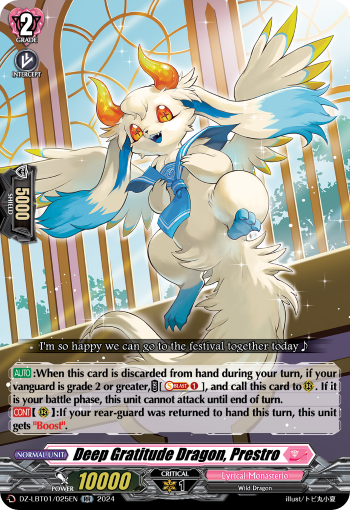 2
GRADE
INTERCEPT
5000
SHIELD
I'm so happy we can go to the festival together today♪
AUTO:When this card is discarded from hand during your turn, if your
vanguard is grade 2 or greater, [SBLAST 1], and call this card to RC. If it
is your battle phase, this unit cannot attack until end of turn.
CONT【RC】:If your rear-guard was returned to hand this turn, this unit
gets "Boost".
NORMAL UNIT
Deep Gratitude Dragon, Prestro
Lyrical Monasterio
Wild Dragon
POWER 10000
CRITICAL
1
D-DZ-LBT01/025EN RR 2024
illust/トビ丸小夏